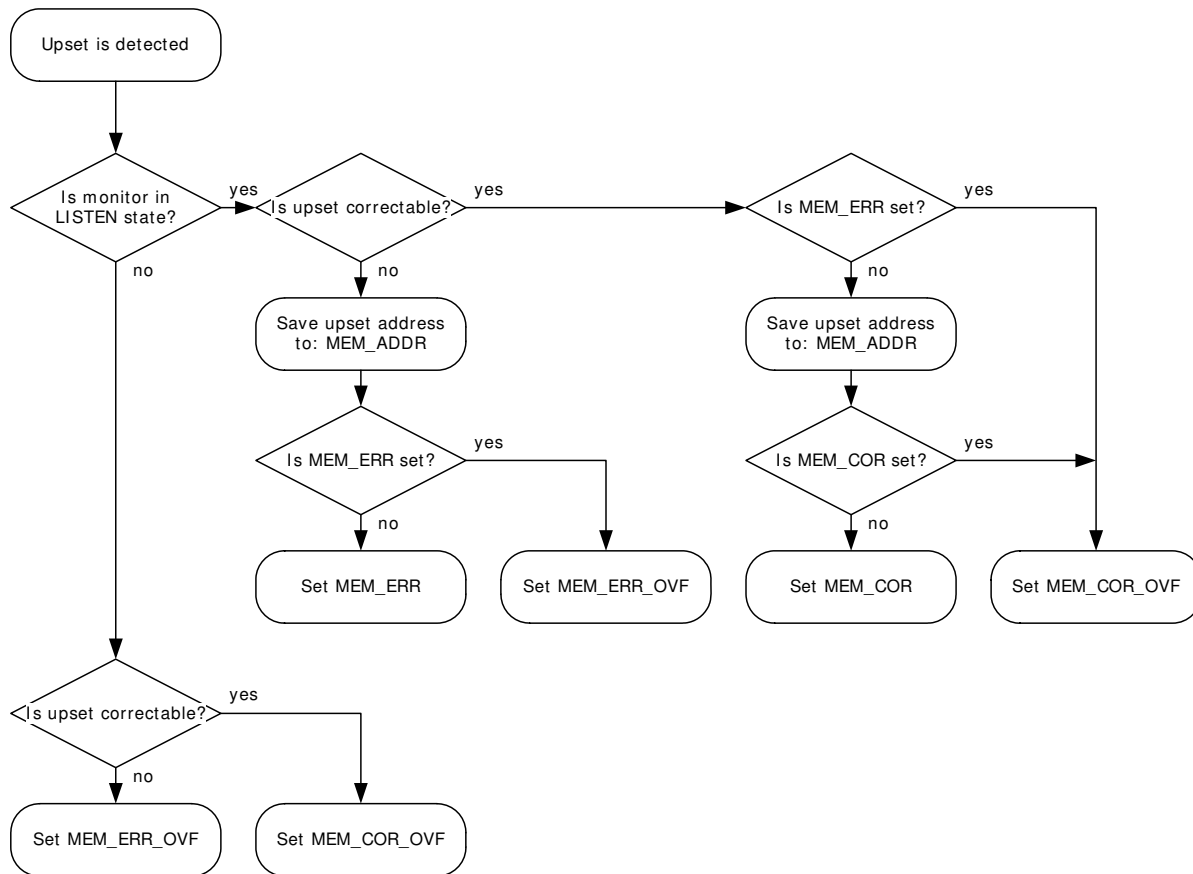 Upset is detected
Is monitor in
LISTEN state?
yes
no
Is upset correctable?
yes
no
Is MEM_ERR set?
yes
no
Save upset address
to: MEM_ADDR
Save upset address
to: MEM_ADDR
Is MEM_ERR set?
yes
no
Is MEM_COR set?
yes
no
Set MEM_ERR
Set MEM_ERR_OVF
Set MEM_COR
Set MEM_COR_OVF
Is upset correctable?
yes
no
Set MEM_ERR_OVF
Set MEM_COR_OVF